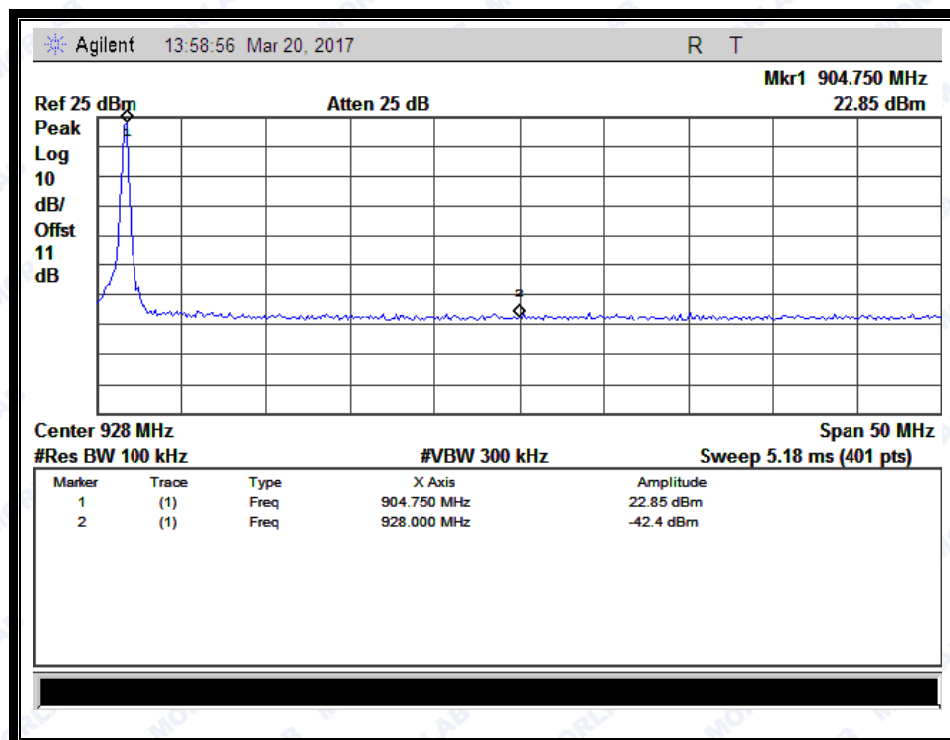 Agilent 13:58:56 Mar 20, 2017 R T
Mkr1 904.750 MHz
Ref 25 dBm Atten 25 dB 22.85 dBm
Peak
Log
10
dB/
Offst
11
dB
1
2
Center 928 MHz Span 50 MHz
#Res BW 100 kHz #VBW 300 kHz Sweep 5.18 ms (401 pts)
Marker Trace Type X Axis Amplitude
1 (1) Freq 904.750 MHz 22.85 dBm
2 (1) Freq 928.000 MHz -42.4 dBm